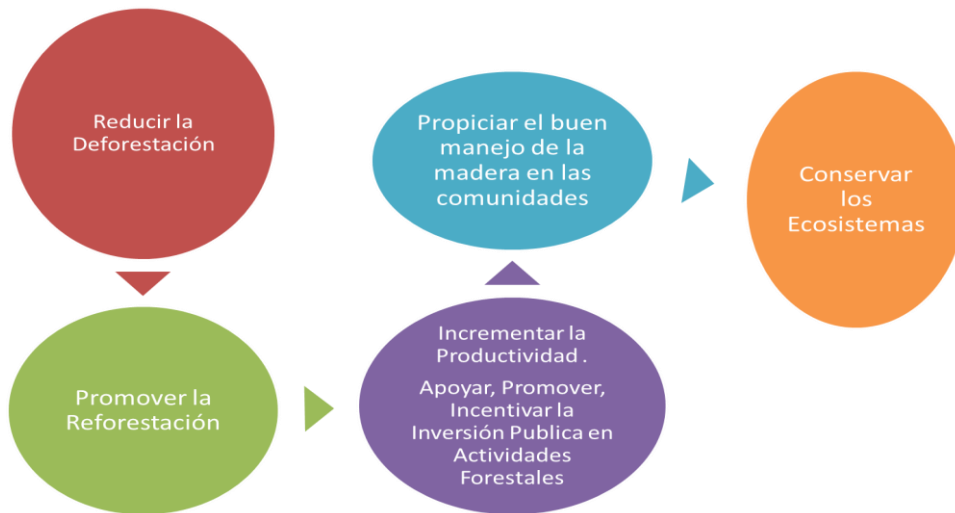 Reducir la
Deforestación
Promover la
Reforestación
Incrementar la
Productividad .
Apoyar, Promover,
Incentivar la
Inversión Publica en
Actividades
Forestales
Propiciar el buen
manejo de la
madera en las
comunidades
Conservar
los
Ecosistemas